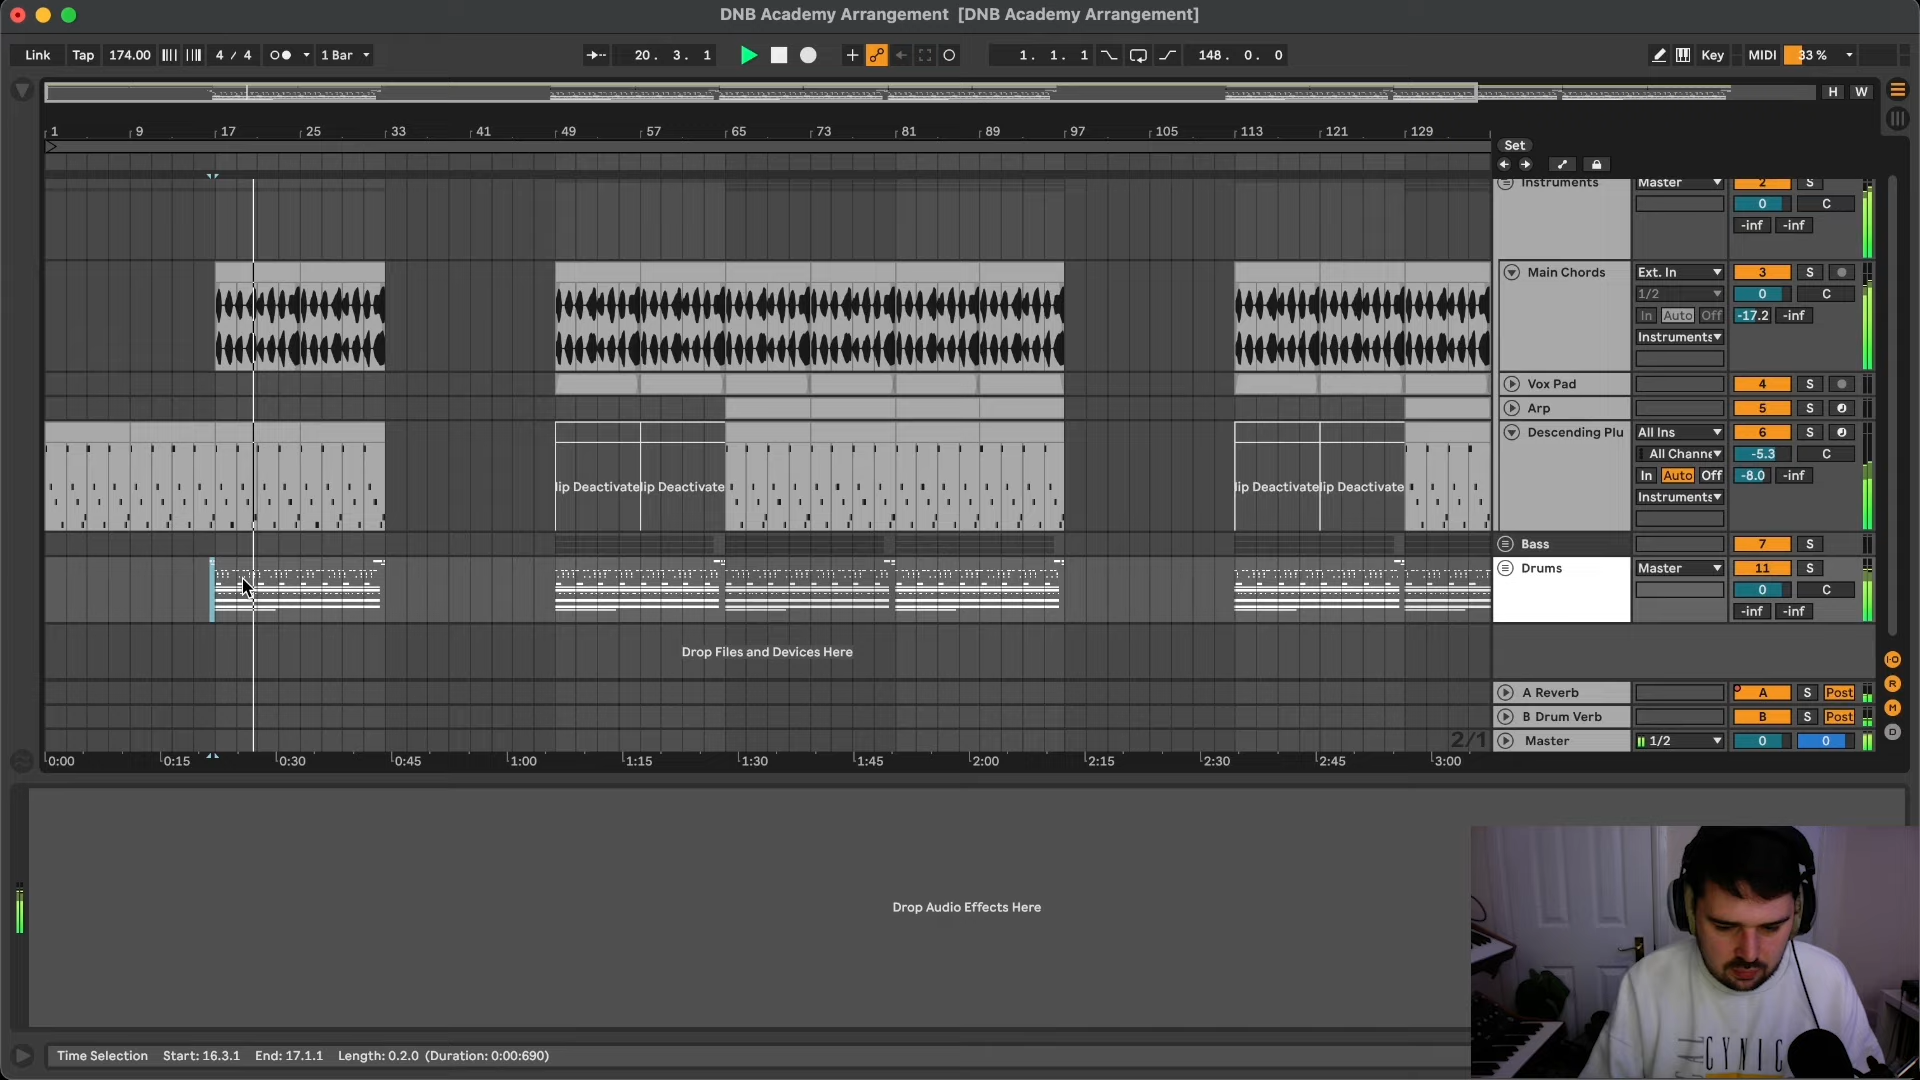 DNB Academy Arrangement [DNB Academy Arrangement]
Link Tap 174.00 4 / 4 1 Bar 20. 3. 1 1. 1. 1 148. 0. 0 Key MIDI 33 %
H W
1 9 17 25 33 41 49 57 65 73 81 89 97 105 113 121 129
Set
Instruments Master 2 S
0 C
-inf -inf
Main Chords Ext. In 3 S
1/2 0 C
In Auto Off -17.2 -inf
Instruments
Vox Pad 4 S
Arp 5 S
Descending Plu All Ins 6 S
All Channe -5.3 C
In Auto Off -8.0 -inf
lip Deactivate lip Deactivate lip Deactivate lip Deactivate
Instruments
Bass 7 S
Drums Master 11 S
0 C
-inf -inf
Drop Files and Devices Here
A Reverb A S Post
B Drum Verb B S Post
2/1 Master 1/2 0 0
I·O
R
M
D
0:00 0:15 0:30 0:45 1:00 1:15 1:30 1:45 2:00 2:15 2:30 2:45 3:00
Drop Audio Effects Here
CYNIC
Time Selection Start: 16.3.1 End: 17.1.1 Length: 0.2.0 (Duration: 0:00:690)